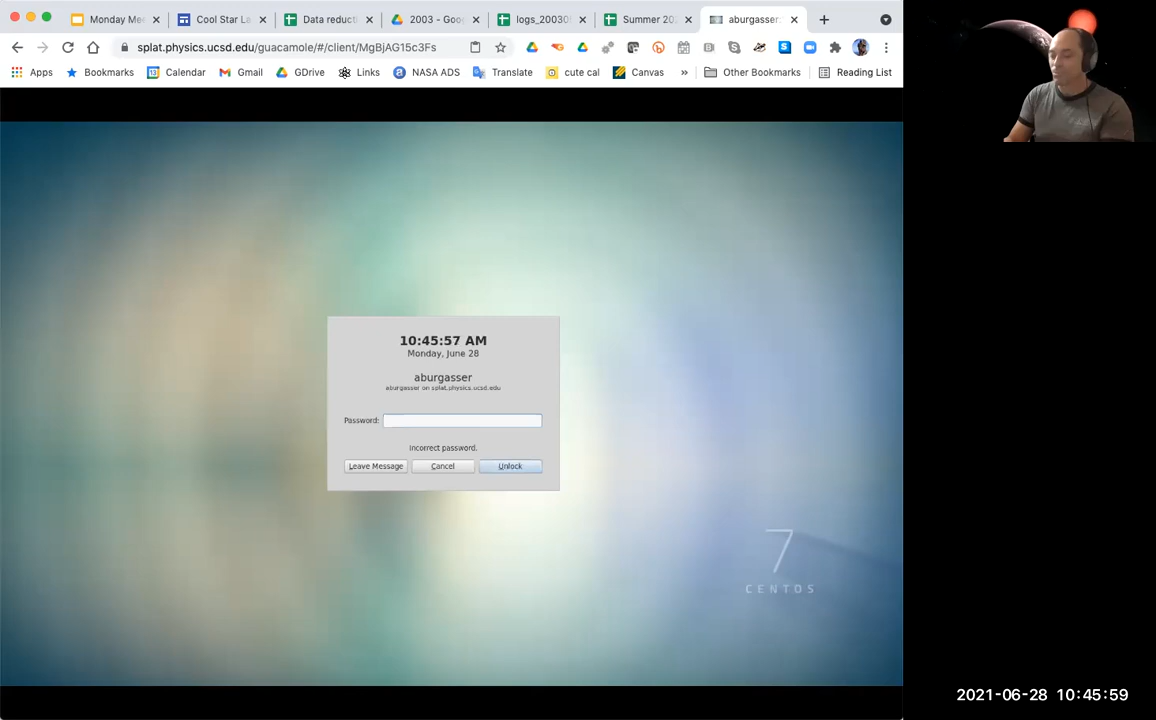 Monday Me
Cool Star La
Data reducti
2003 - Goo
logs_20030
Summer 20
aburgasser
splat.physics.ucsd.edu/guacamole/#/client/MgBjAG15c3Fs
Apps
Bookmarks
Calendar
Gmail
GDrive
Links
NASA ADS
Translate
cute cal
Canvas
»
Other Bookmarks
Reading List
10:45:57 AM
Monday, June 28
aburgasser
aburgasser on splat.physics.ucsd.edu
Password:
Incorrect password.
Leave Message
Cancel
Unlock
7
CENTOS
2021-06-28 10:45:59